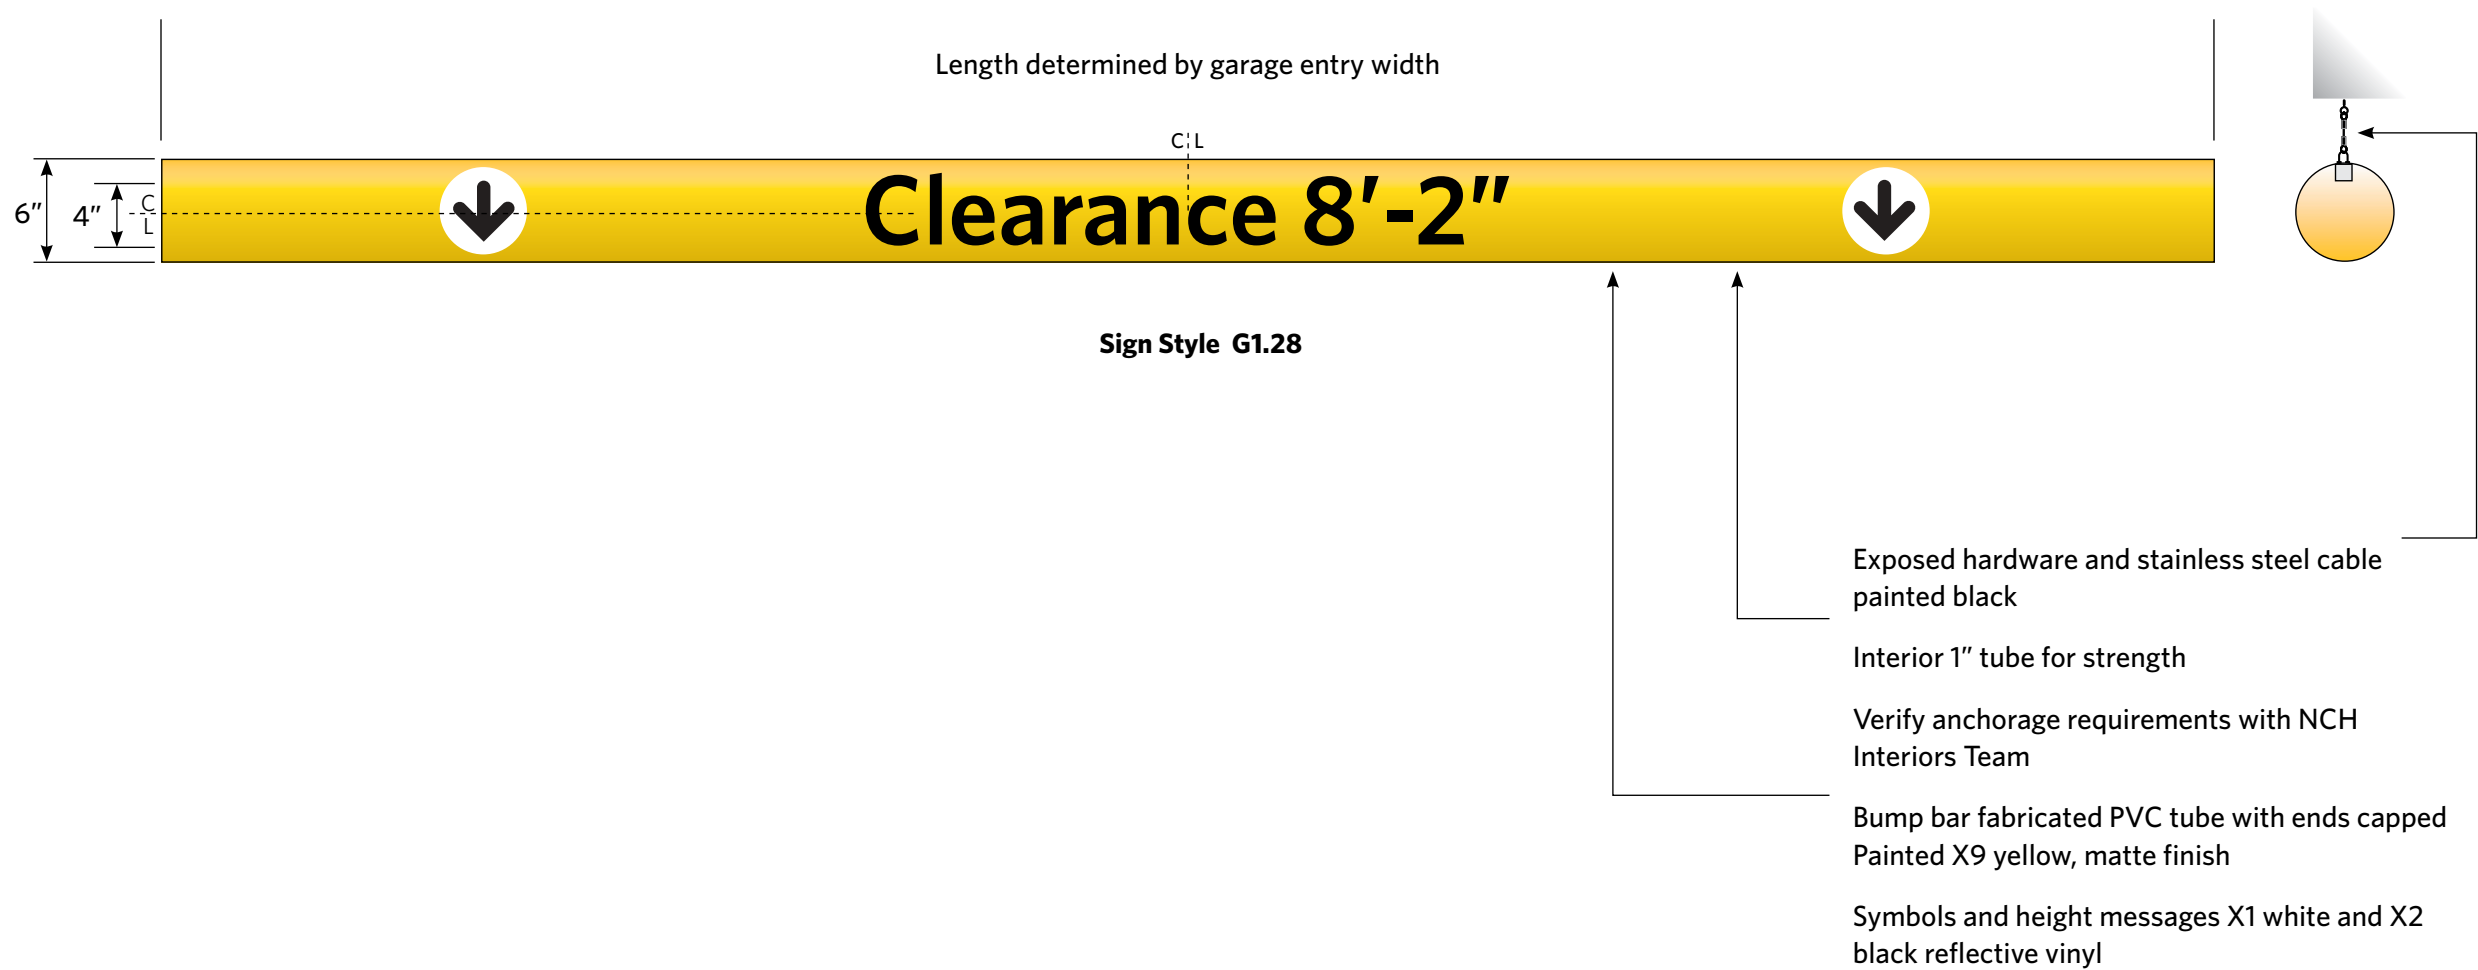 Length determined by garage entry width
C L
6″ 4″ C L
Clearance 8′-2″
Sign Style G1.28
Exposed hardware and stainless steel cable
painted black
Interior 1″ tube for strength
Verify anchorage requirements with NCH
Interiors Team
Bump bar fabricated PVC tube with ends capped
Painted X9 yellow, matte finish
Symbols and height messages X1 white and X2
black reflective vinyl